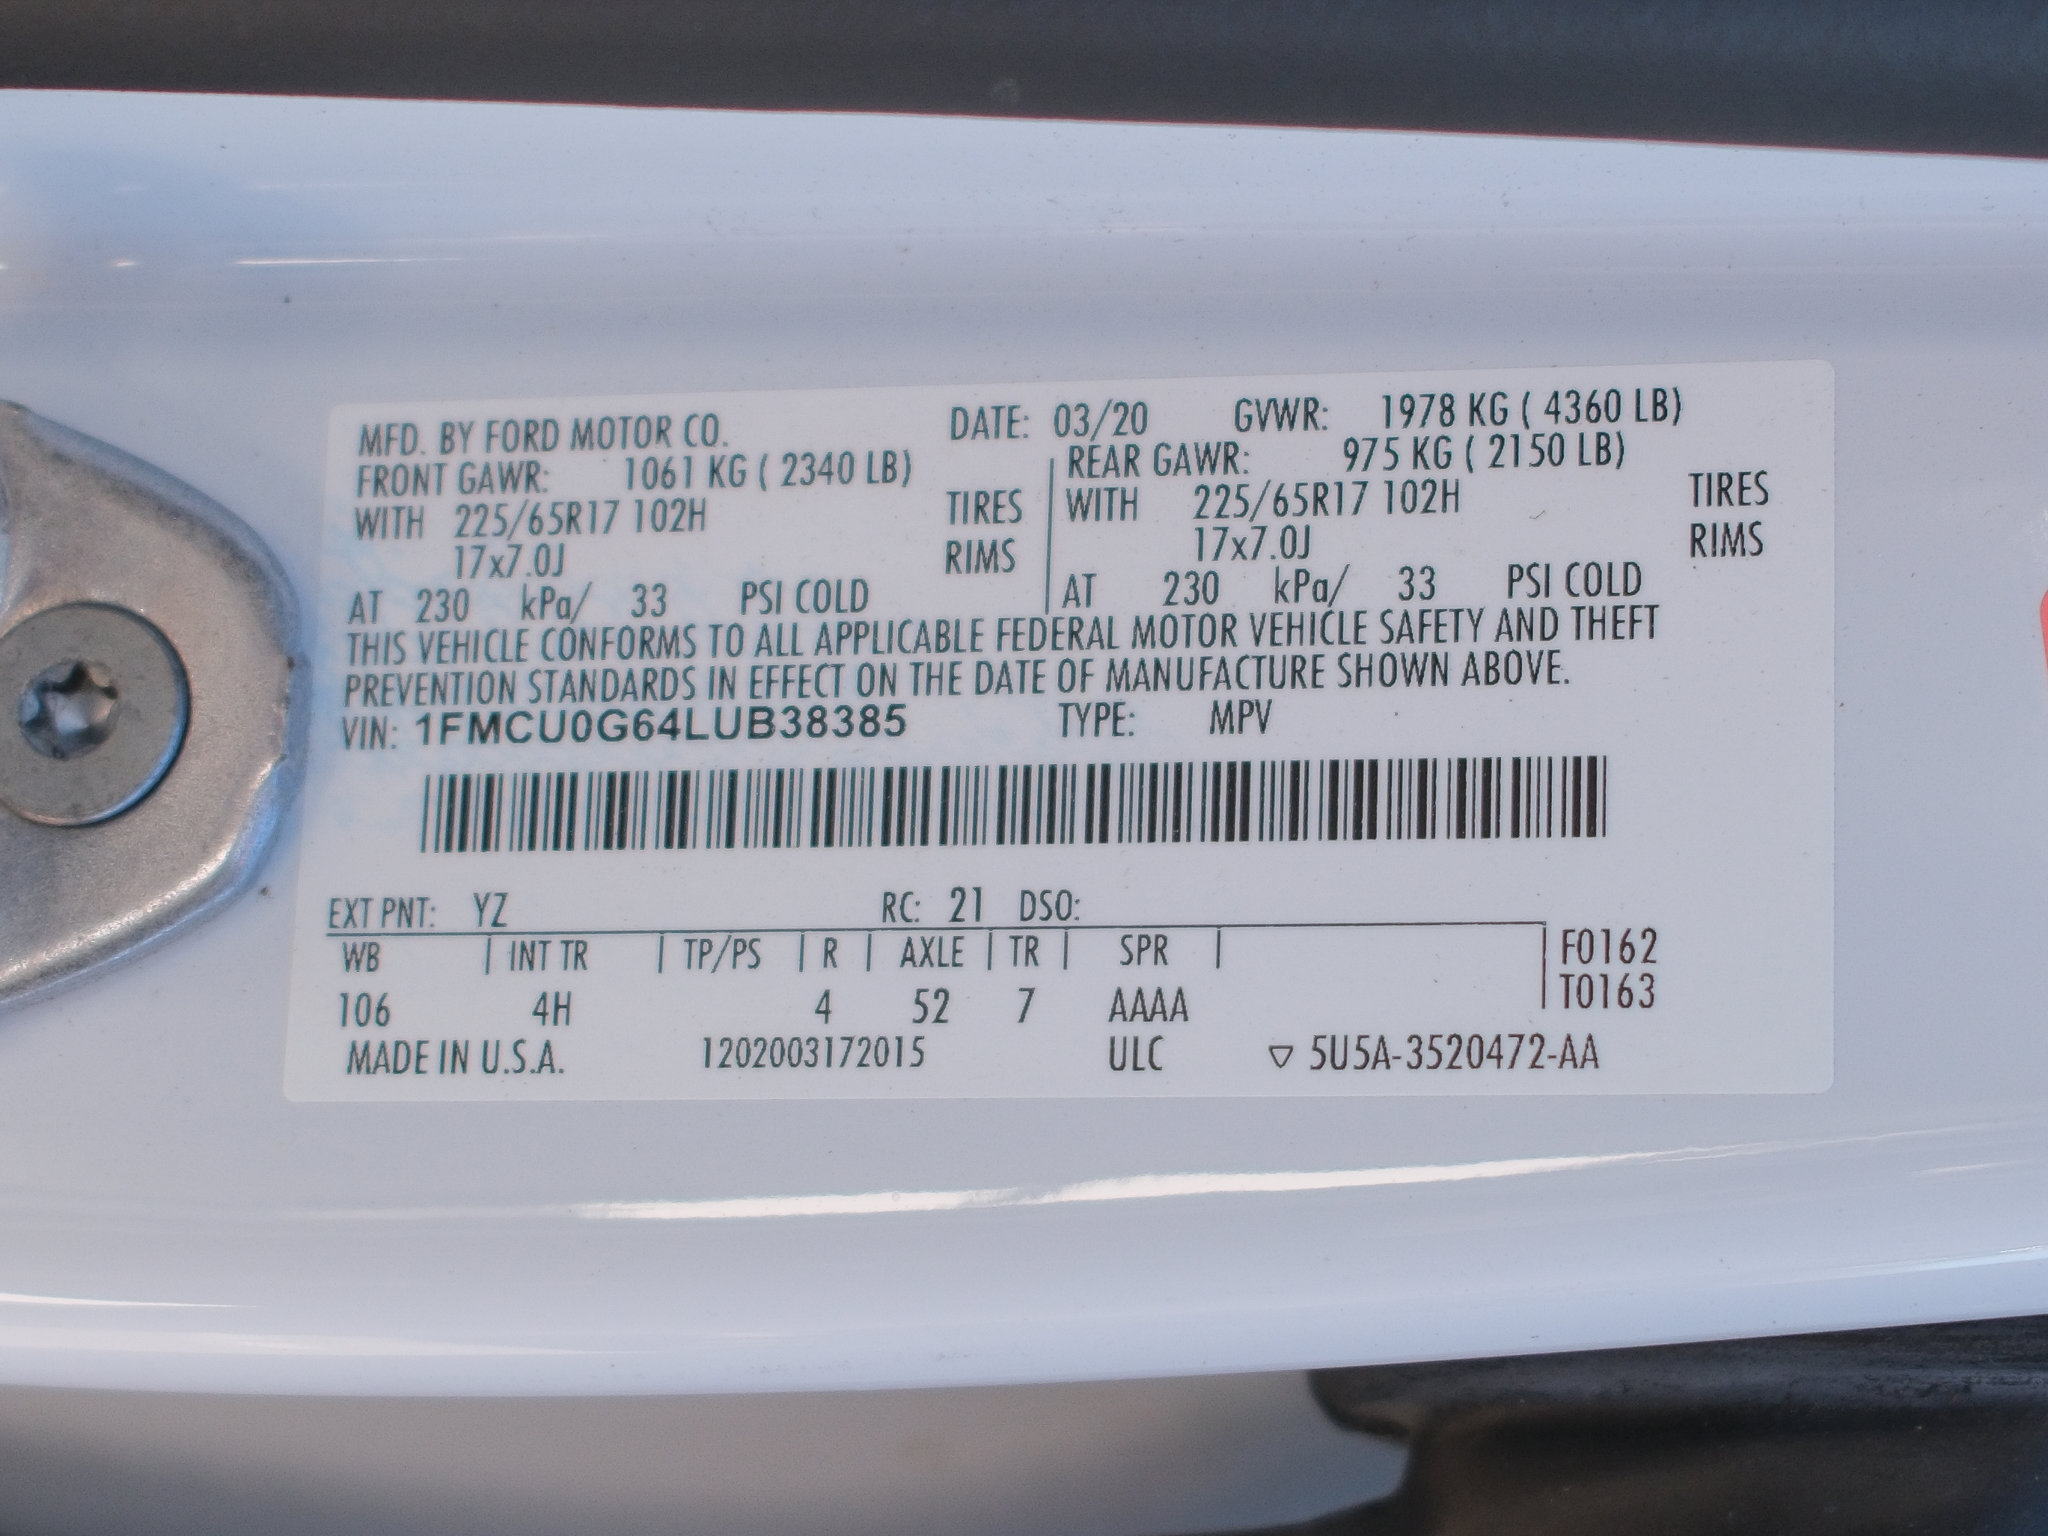 MFD. BY FORD MOTOR CO. DATE: 03/20 GVWR: 1978 KG ( 4360 LB)
FRONT GAWR: 1061 KG ( 2340 LB) REAR GAWR: 975 KG ( 2150 LB)
WITH 225/65R17 102H TIRES WITH 225/65R17 102H TIRES
17x7.0J RIMS 17x7.0J RIMS
AT 230 kPa/ 33 PSI COLD AT 230 kPa/ 33 PSI COLD
THIS VEHICLE CONFORMS TO ALL APPLICABLE FEDERAL MOTOR VEHICLE SAFETY AND THEFT
PREVENTION STANDARDS IN EFFECT ON THE DATE OF MANUFACTURE SHOWN ABOVE.
VIN: 1FMCU0G64LUB38385 TYPE: MPV
EXT PNT: YZ RC: 21 DSO:
WB INT TR TP/PS R AXLE TR SPR F0162
106 4H 4 52 7 AAAA T0163
MADE IN U.S.A. 1202003172015 ULC ▽ 5U5A-3520472-AA